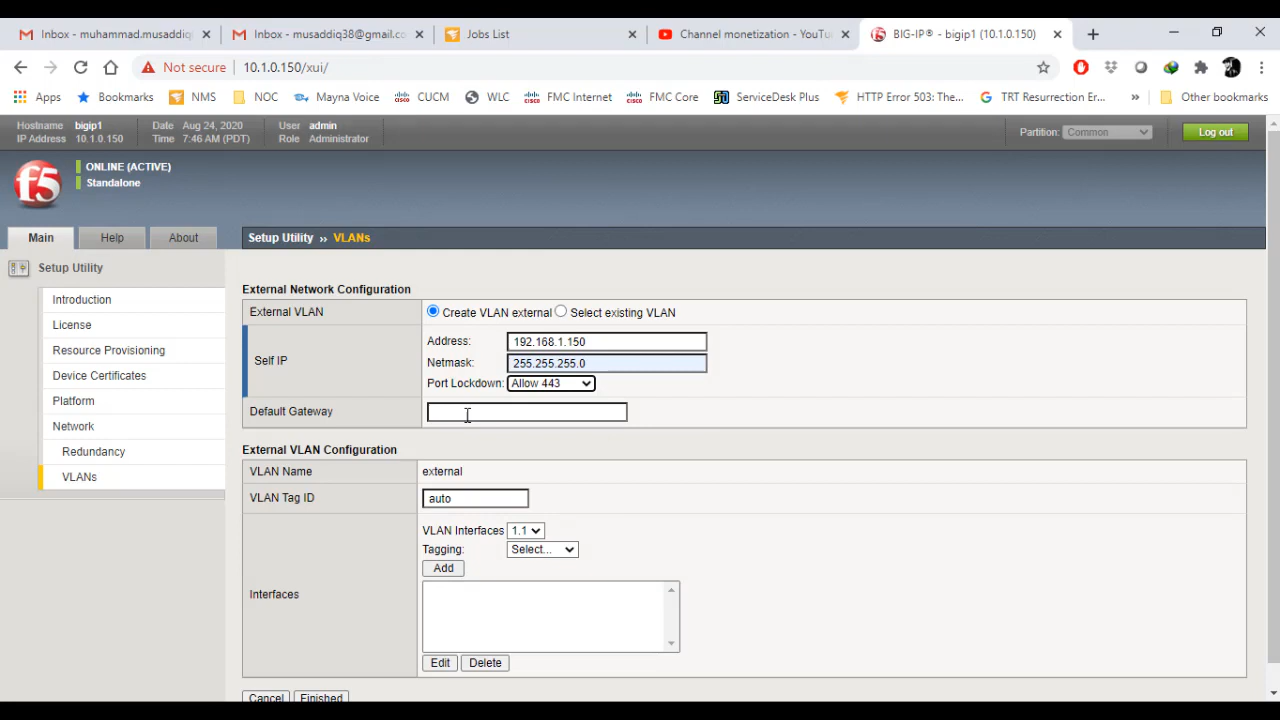 Inbox - muhammad.musaddiq
Inbox - musaddiq38@gmail.co
Jobs List
Channel monetization - YouTu
BIG-IP® - bigip1 (10.1.0.150)
Not secure
10.1.0.150/xui/
Apps
Bookmarks
NMS
NOC
Mayna Voice
CUCM
WLC
FMC Internet
FMC Core
ServiceDesk Plus
HTTP Error 503: The...
TRT Resurrection Er...
»
Other bookmarks
Hostname bigip1
IP Address 10.1.0.150
Date Aug 24, 2020
Time 7:46 AM (PDT)
User admin
Role Administrator
Partition: Common
Log out
f5
ONLINE (ACTIVE)
Standalone
Main
Help
About
Setup Utility » VLANs
Setup Utility
Introduction
License
Resource Provisioning
Device Certificates
Platform
Network
Redundancy
VLANs
External Network Configuration
External VLAN
Create VLAN external
Select existing VLAN
Self IP
Address: 192.168.1.150
Netmask: 255.255.255.0
Port Lockdown: Allow 443
Default Gateway
External VLAN Configuration
VLAN Name
external
VLAN Tag ID
auto
Interfaces
VLAN Interfaces 1.1
Tagging: Select...
Add
Edit
Delete
Cancel
Finished